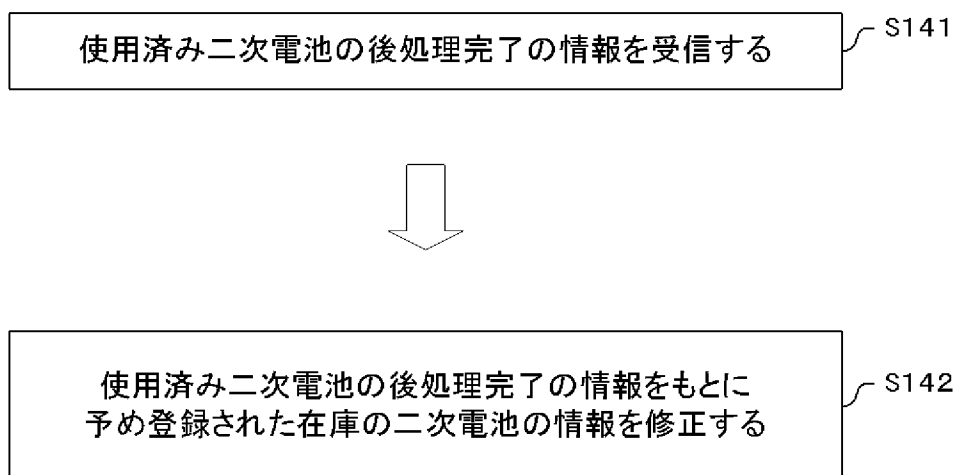 使用済み二次電池の後処理完了の情報を受信する
S141
使用済み二次電池の後処理完了の情報をもとに
予め登録された在庫の二次電池の情報を修正する
S142